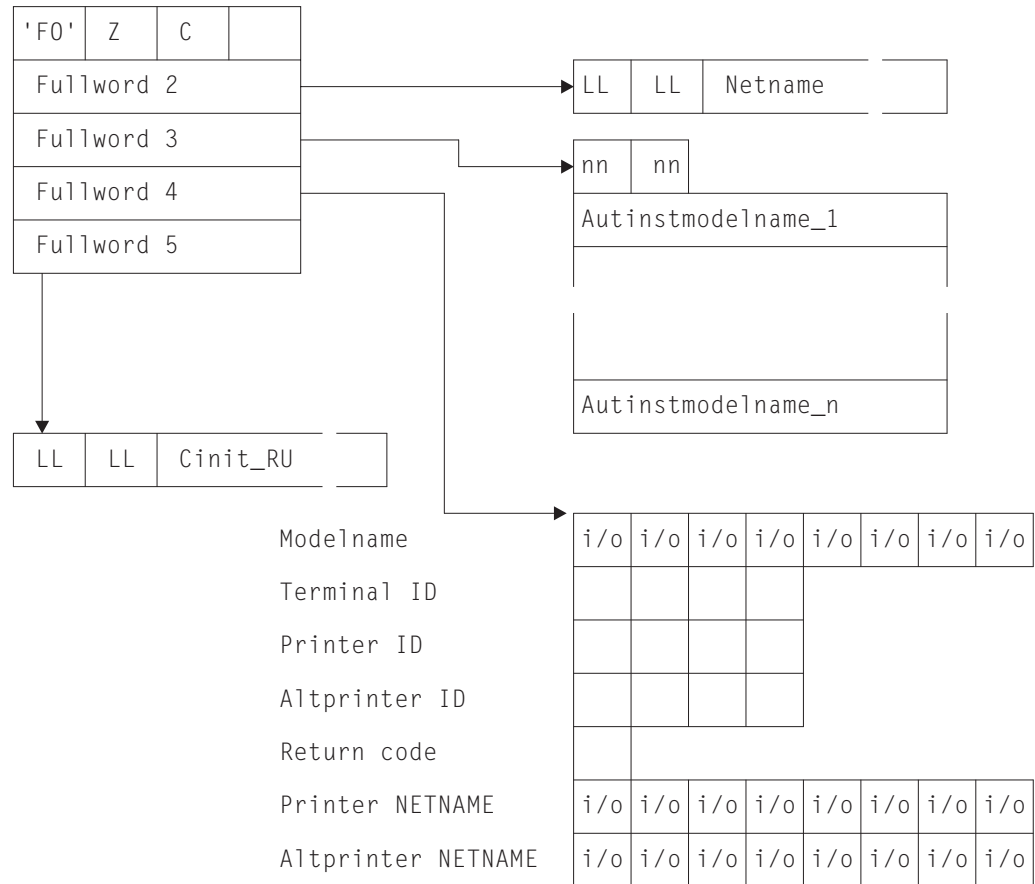 'F0' Z C
Fullword 2
LL LL Netname
Fullword 3
nn nn
Fullword 4
Autinstmodelname_1
Fullword 5
Autinstmodelname_n
LL LL Cinit_RU
Modelname i/o i/o i/o i/o i/o i/o i/o i/o
Terminal ID
Printer ID
Altprinter ID
Return code
Printer NETNAME i/o i/o i/o i/o i/o i/o i/o i/o
Altprinter NETNAME i/o i/o i/o i/o i/o i/o i/o i/o